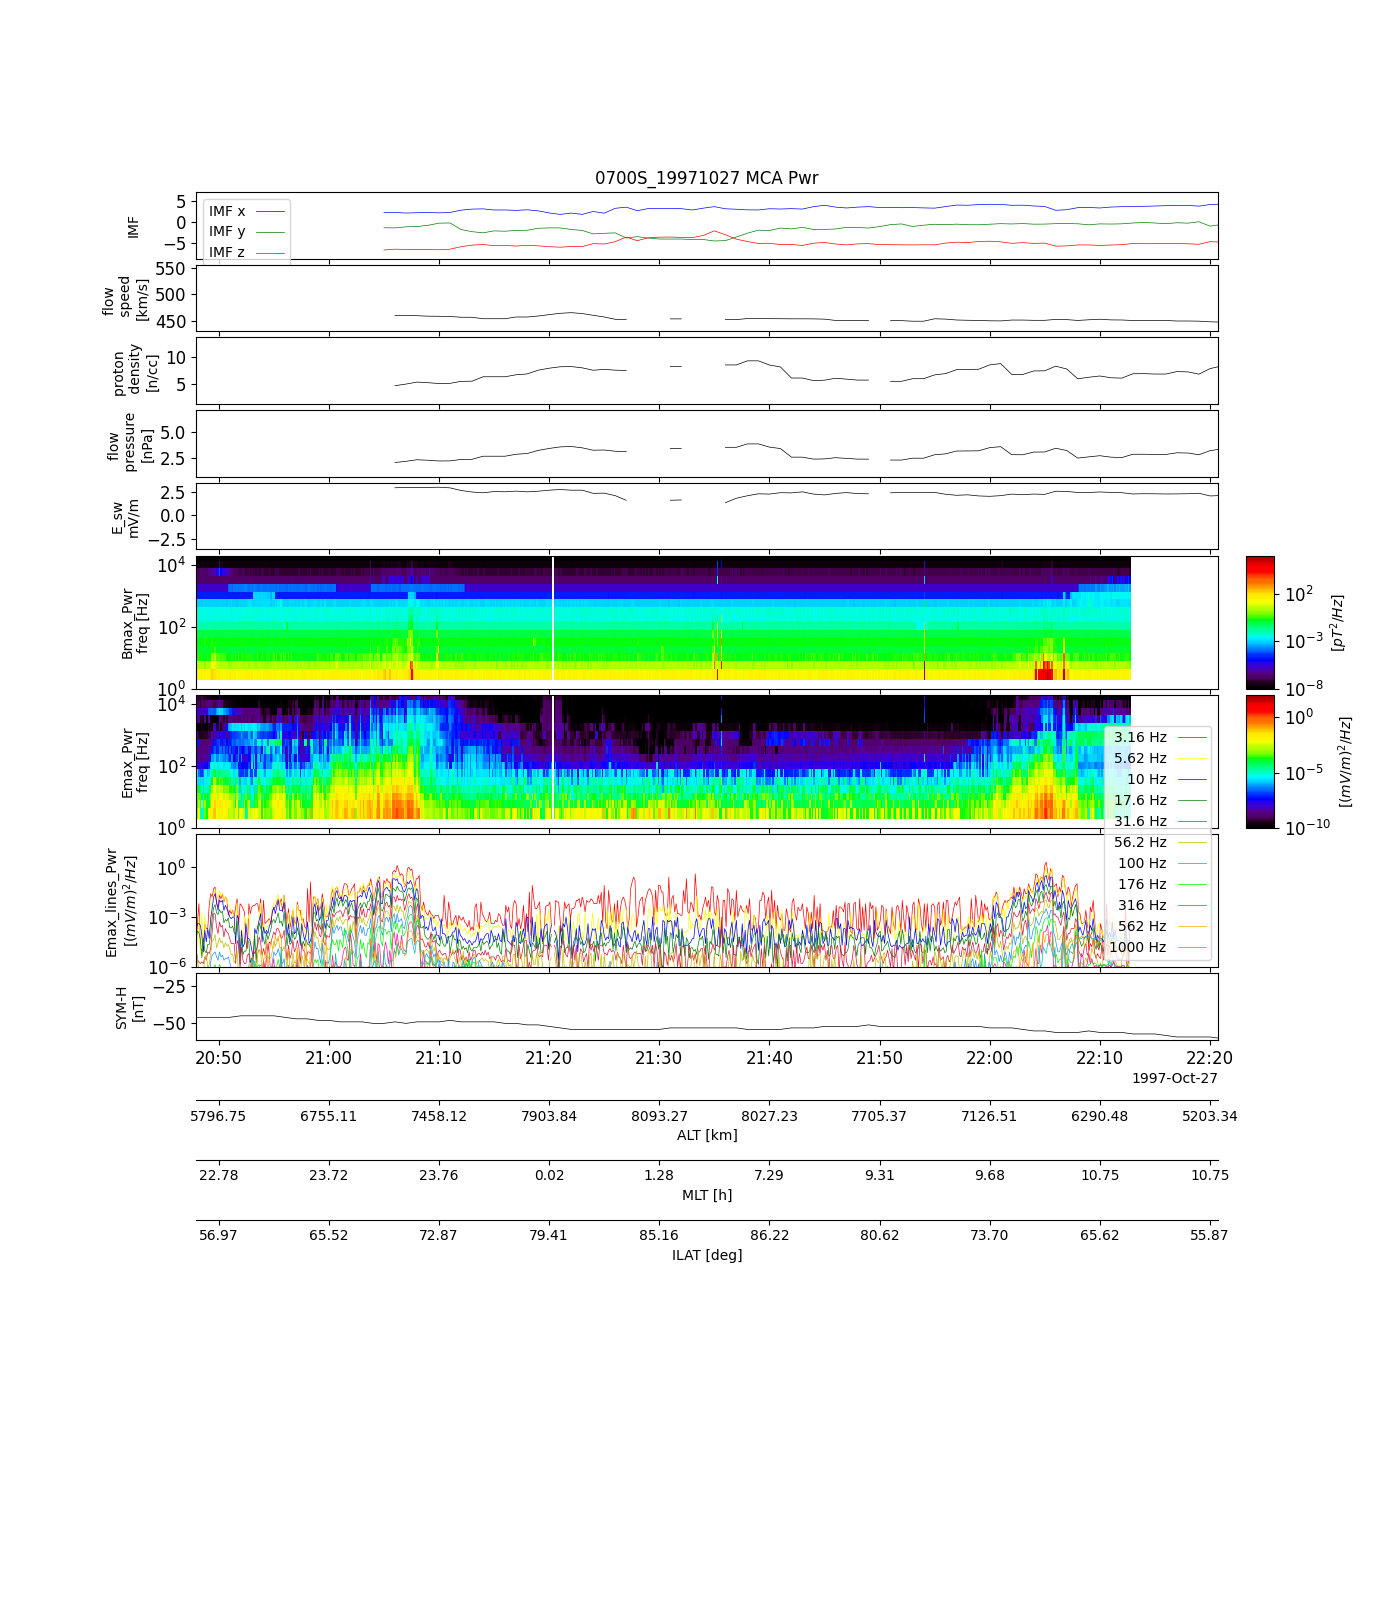 0700S_19971027 MCA Pwr
5
0
−5
IMF
IMF x
IMF y
IMF z
550
500
450
flow
speed
[km/s]
10
5
proton
density
[n/cc]
5.0
2.5
flow
pressure
[nPa]
2.5
0.0
−2.5
E_sw
mV/m
10^4
10^2
10^0
Bmax_Pwr
freq [Hz]
10^2
10^−3
10^−8
[pT^2/Hz]
10^4
10^2
10^0
Emax_Pwr
freq [Hz]
10^0
10^−5
10^−10
[(mV/m)^2/Hz]
3.16 Hz
5.62 Hz
10 Hz
17.6 Hz
31.6 Hz
56.2 Hz
100 Hz
176 Hz
316 Hz
562 Hz
1000 Hz
10^0
10^−3
10^−6
Emax_lines_Pwr
[(mV/m)^2/Hz]
−25
−50
SYM-H
[nT]
20:50 21:00 21:10 21:20 21:30 21:40 21:50 22:00 22:10 22:20
1997-Oct-27
5796.75 6755.11 7458.12 7903.84 8093.27 8027.23 7705.37 7126.51 6290.48 5203.34
ALT [km]
22.78 23.72 23.76 0.02 1.28 7.29 9.31 9.68 10.75 10.75
MLT [h]
56.97 65.52 72.87 79.41 85.16 86.22 80.62 73.70 65.62 55.87
ILAT [deg]